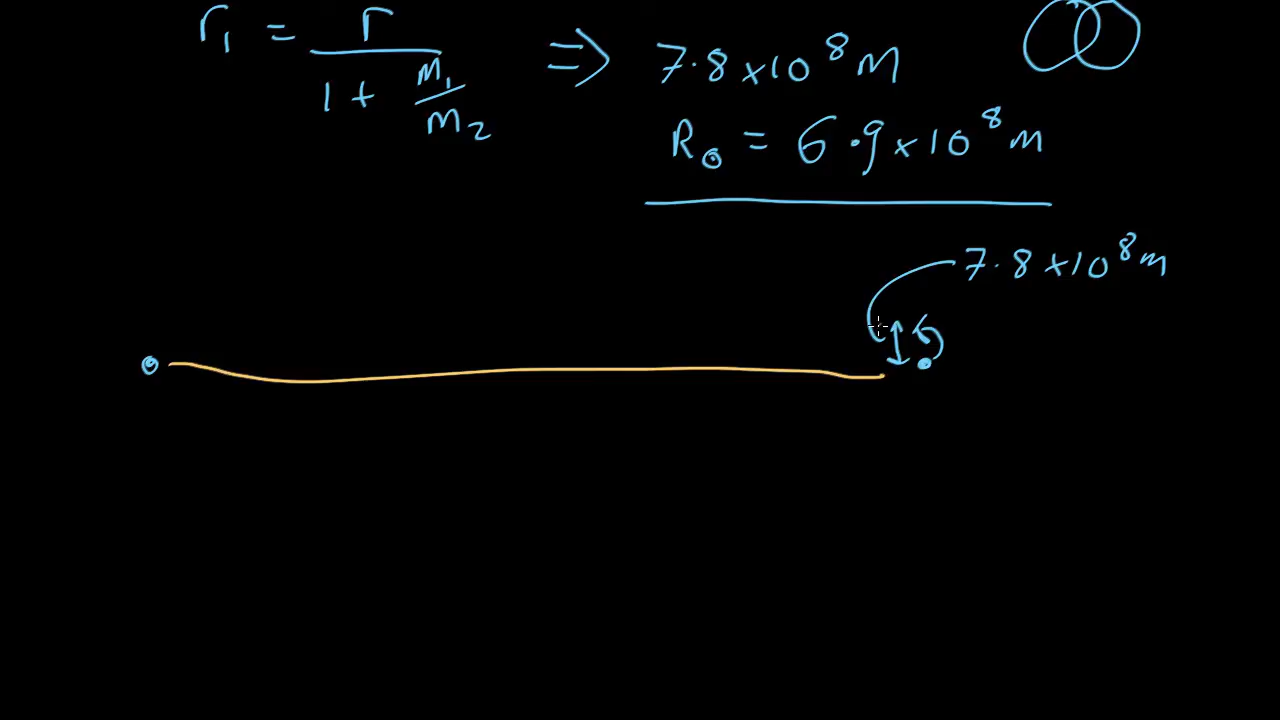 r₁ = r / (1 + M₁/M₂) ⇒ 7.8×10⁸ M
R☉ = 6.9×10⁸ m
7.8×10⁸ m